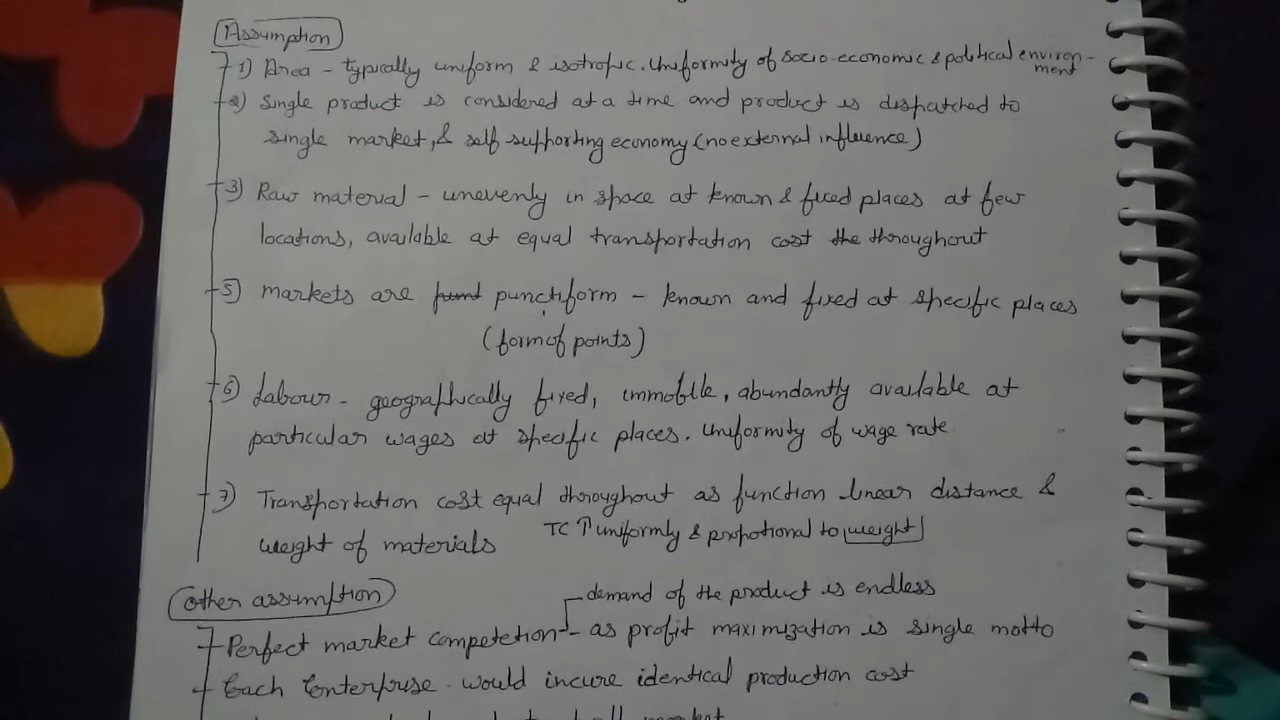 Assumption
1) Area - typically uniform & isotropic. Uniformity of socio-economic & political environ-
ment
2) Single product is considered at a time and product is dispatched to
single market, & self supporting economy (no external influence)
3) Raw material - unevenly in space at known & fixed places at few
locations, available at equal transportation cost the throughout
5) markets are punctiform - known and fixed at specific places
(form of points)
6) Labour - geographically fixed, immobile, abundantly available at
particular wages at specific places. Uniformity of wage rate
7) Transportation cost equal throughout as function linear distance &
weight of materials TC ↑ uniformly & propotional to weight
Other assumption
demand of the product is endless
Perfect market competetion - as profit maximization is single motto
Each Enterpruse would incure identical production cost